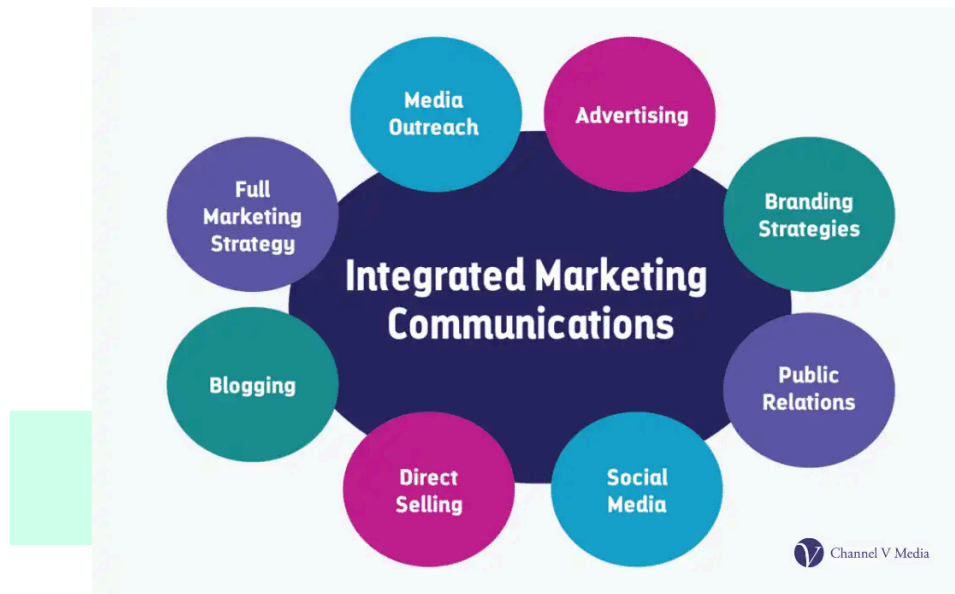 Media
Outreach
Advertising
Full
Marketing
Strategy
Branding
Strategies
Integrated Marketing
Communications
Blogging
Public
Relations
Direct
Selling
Social
Media
Channel V Media